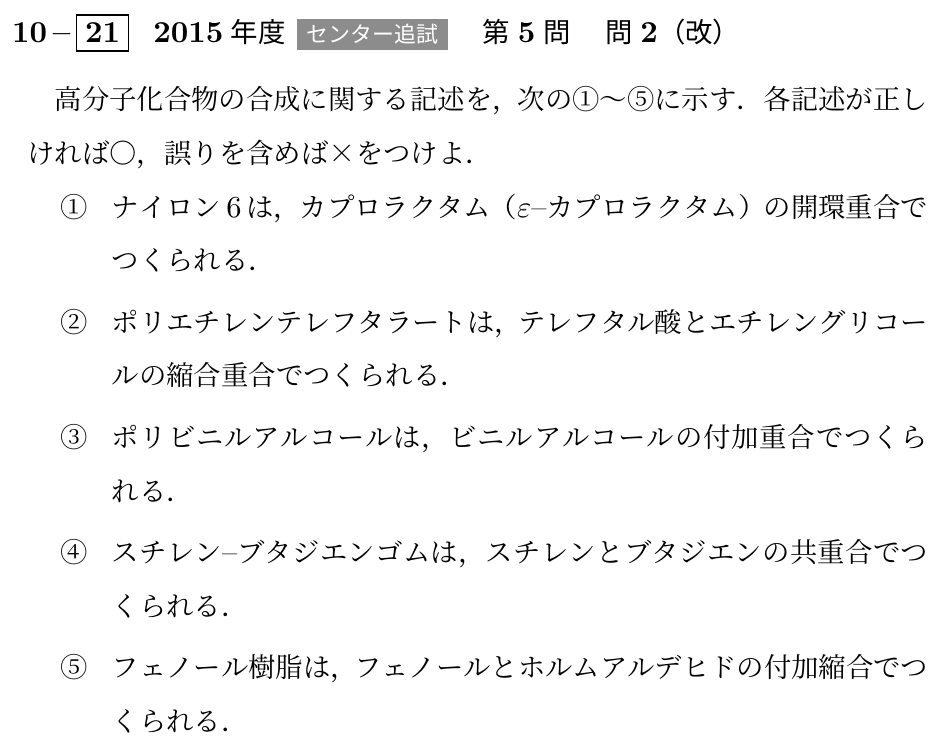 10–21 2015 年度 センター追試 第 5 問 問 2（改）
高分子化合物の合成に関する記述を，次の①〜⑤に示す．各記述が正し
ければ○，誤りを含めば×をつけよ．
① ナイロン 6 は，カプロラクタム（ε–カプロラクタム）の開環重合で
つくられる．
② ポリエチレンテレフタラートは，テレフタル酸とエチレングリコー
ルの縮合重合でつくられる．
③ ポリビニルアルコールは，ビニルアルコールの付加重合でつくら
れる．
④ スチレン–ブタジエンゴムは，スチレンとブタジエンの共重合でつ
くられる．
⑤ フェノール樹脂は，フェノールとホルムアルデヒドの付加縮合でつ
くられる．